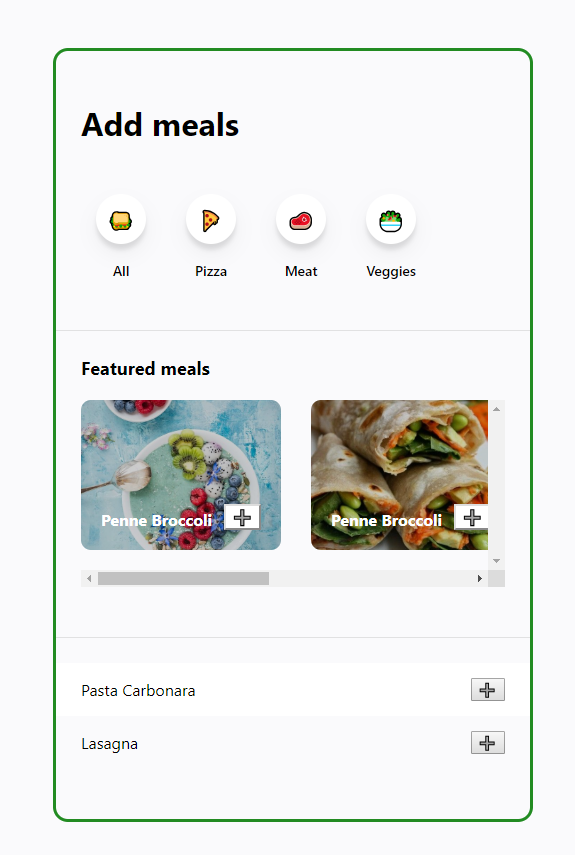 Add meals
All Pizza Meat Veggies
Featured meals
Penne Broccoli Penne Broccoli
Pasta Carbonara
Lasagna